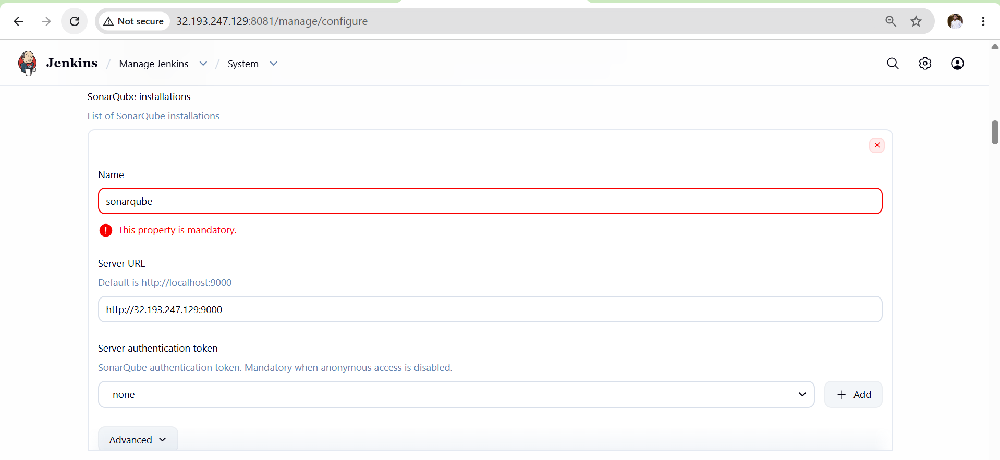 Not secure 32.193.247.129:8081/manage/configure
Jenkins / Manage Jenkins / System
SonarQube installations
List of SonarQube installations
Name
sonarqube
This property is mandatory.
Server URL
Default is http://localhost:9000
http://32.193.247.129:9000
Server authentication token
SonarQube authentication token. Mandatory when anonymous access is disabled.
- none -
+ Add
Advanced